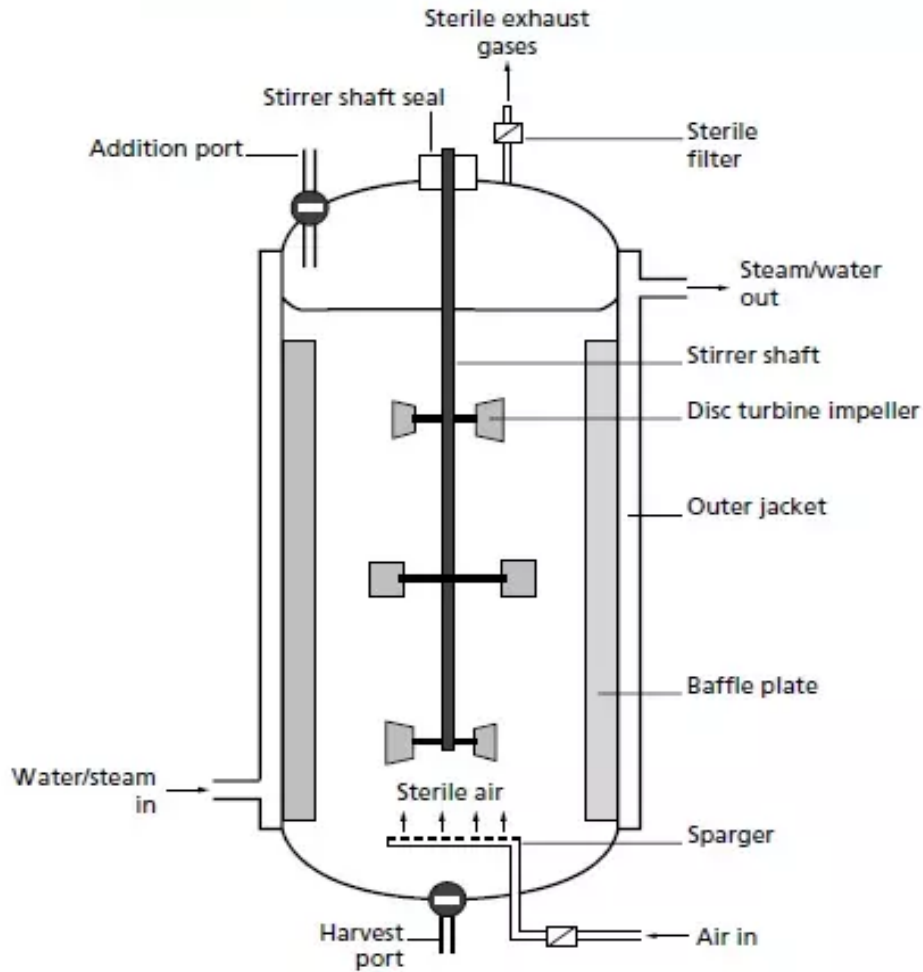 Sterile exhaust
gases
Stirrer shaft seal
Addition port
Sterile
filter
Steam/water
out
Stirrer shaft
Disc turbine impeller
Outer jacket
Baffle plate
Water/steam
in
Sterile air
Sparger
Harvest
port
Air in